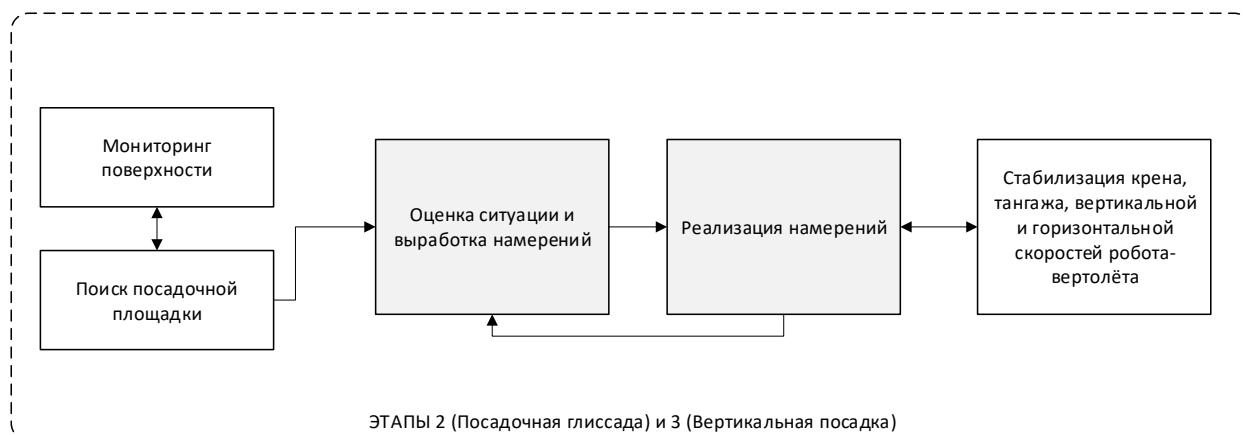 Мониторинг
поверхности
Поиск посадочной
площадки
Оценка ситуации и
выработка намерений
Реализация намерений
Стабилизация крена,
тангажа, вертикальной
и горизонтальной
скоростей робота-
вертолёта
ЭТАПЫ 2 (Посадочная глиссада) и 3 (Вертикальная посадка)